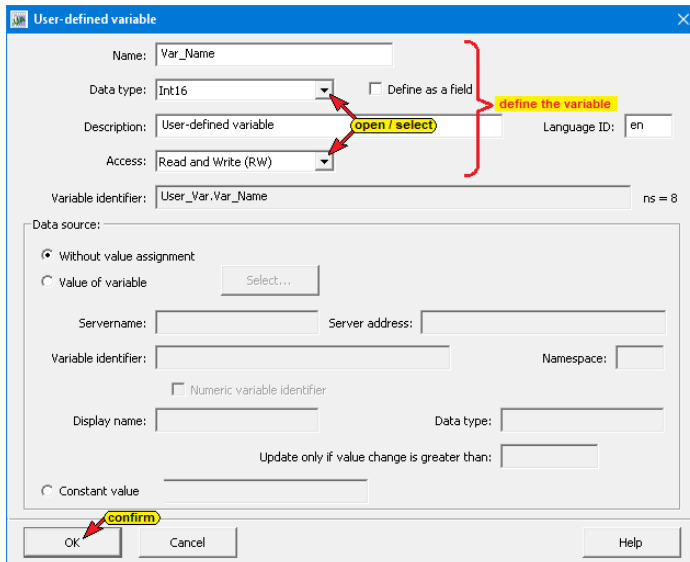 User-defined variable
Name: Var_Name
Data type: Int16 Define as a field
define the variable
Description: User-defined variable open / select Language ID: en
Access: Read and Write (RW)
Variable identifier: User_Var.Var_Name ns = 8
Data source:
Without value assignment
Value of variable Select...
Servername: Server address:
Variable identifier: Namespace:
Numeric variable identifier
Display name: Data type:
Update only if value change is greater than:
Constant value
confirm
OK Cancel Help